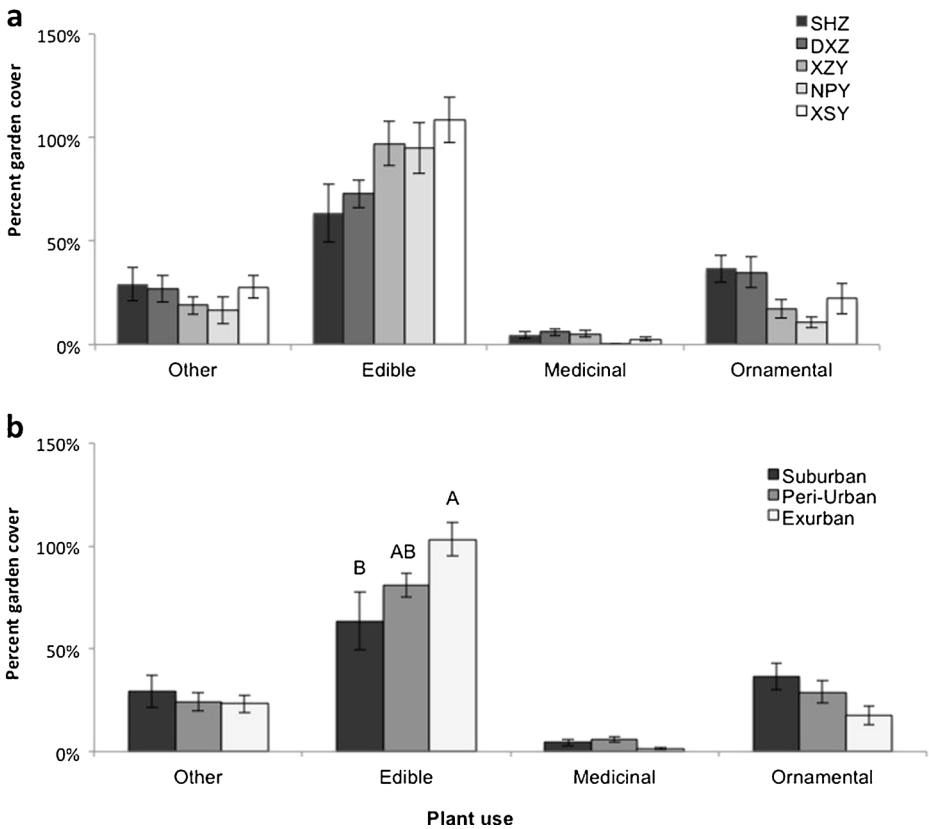 a
150%
100%
50%
0%
Percent garden cover
SHZ
DXZ
XZY
NPY
XSY
Other Edible Medicinal Ornamental
b
150%
100%
50%
0%
Percent garden cover
Suburban
Peri-Urban
Exurban
B AB A
Other Edible Medicinal Ornamental
Plant use